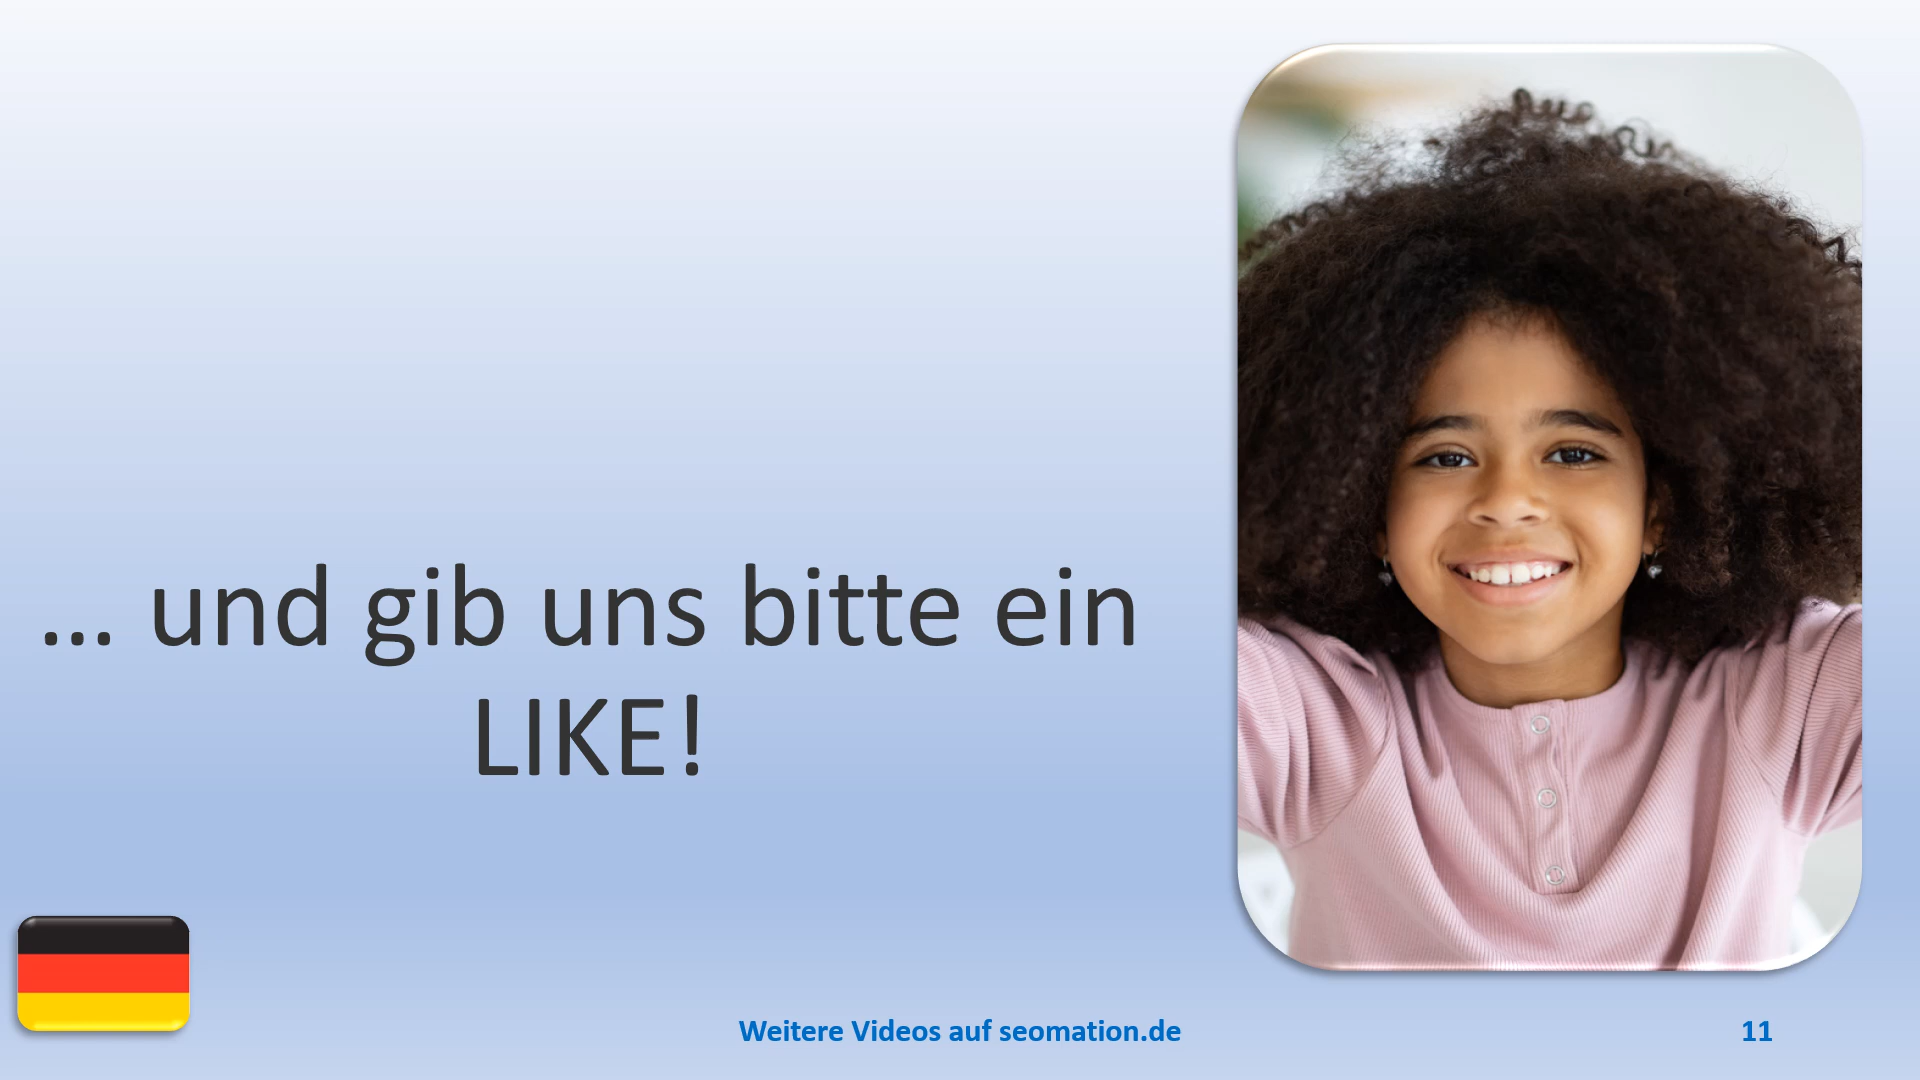 ... und gib uns bitte ein
LIKE!
Weitere Videos auf seomation.de
11